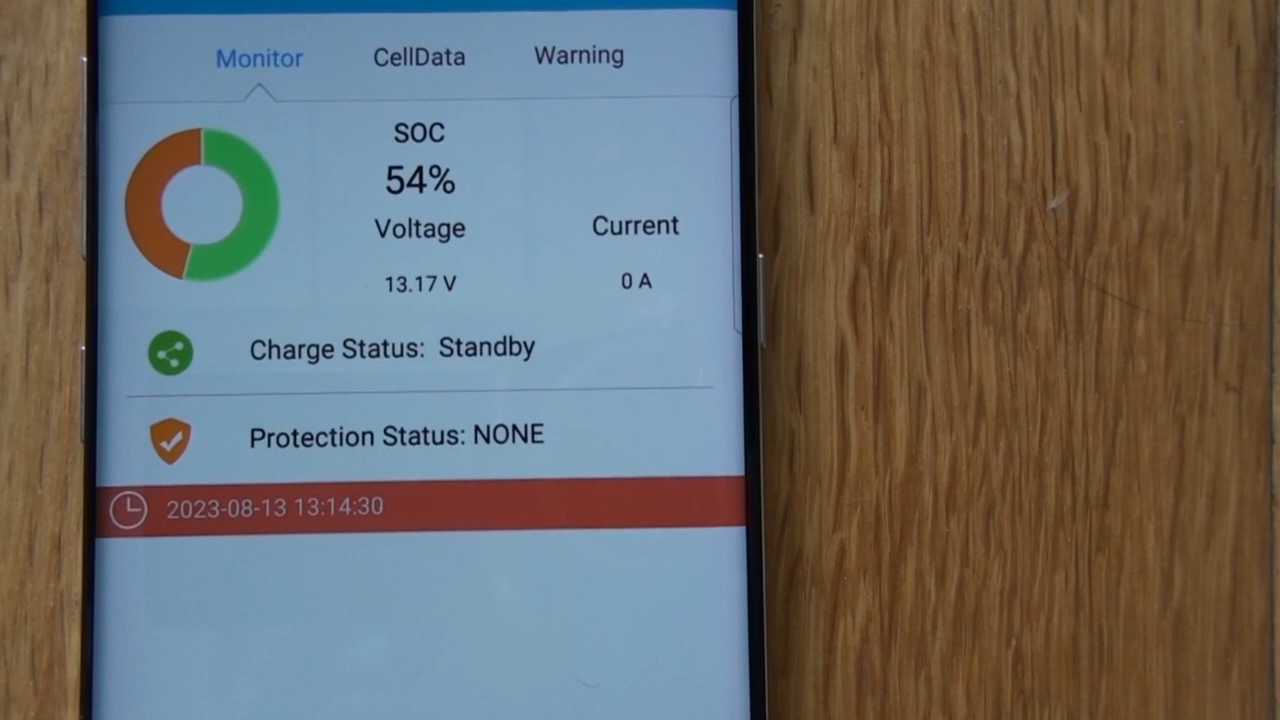 Monitor CellData Warning
SOC
54%
Voltage Current
13.17 V 0 A
Charge Status: Standby
Protection Status: NONE
2023-08-13 13:14:30